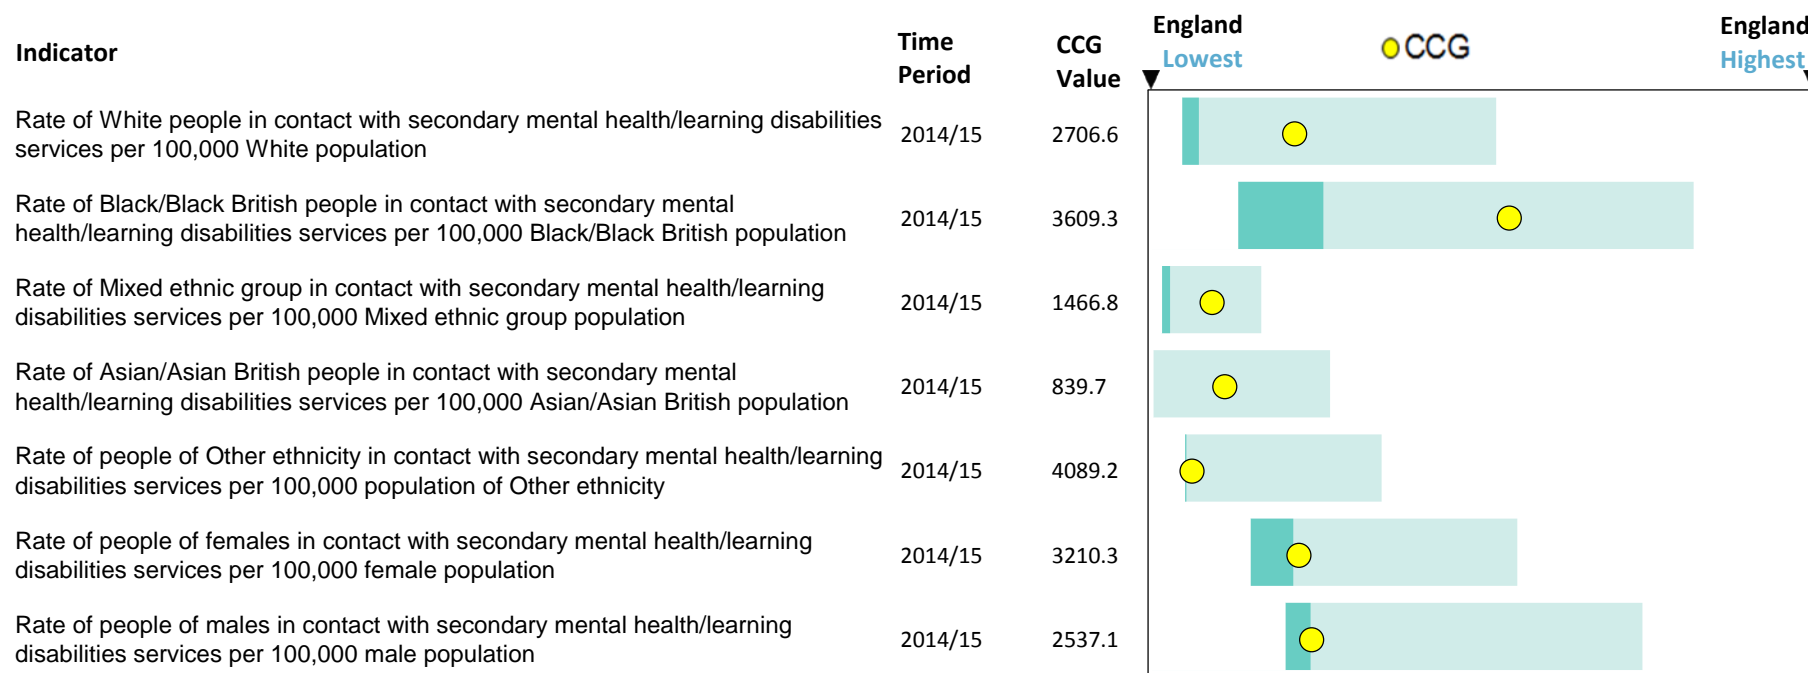 Indicator
Time
Period
CCG
Value
England
Lowest
CCG
England
Highest
Rate of White people in contact with secondary mental health/learning disabilities
services per 100,000 White population
2014/15
2706.6
Rate of Black/Black British people in contact with secondary mental
health/learning disabilities services per 100,000 Black/Black British population
2014/15
3609.3
Rate of Mixed ethnic group in contact with secondary mental health/learning
disabilities services per 100,000 Mixed ethnic group population
2014/15
1466.8
Rate of Asian/Asian British people in contact with secondary mental
health/learning disabilities services per 100,000 Asian/Asian British population
2014/15
839.7
Rate of people of Other ethnicity in contact with secondary mental health/learning
disabilities services per 100,000 population of Other ethnicity
2014/15
4089.2
Rate of people of females in contact with secondary mental health/learning
disabilities services per 100,000 female population
2014/15
3210.3
Rate of people of males in contact with secondary mental health/learning
disabilities services per 100,000 male population
2014/15
2537.1